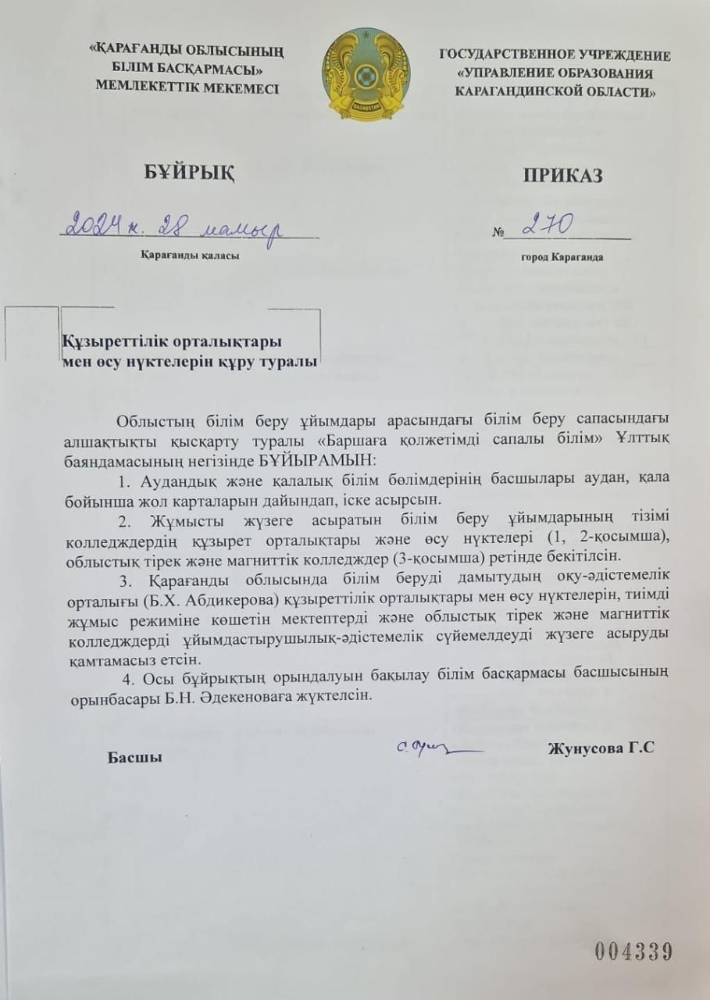 «ҚАРАҒАНДЫ ОБЛЫСЫНЫҢ
БІЛІМ БАСҚАРМАСЫ»
МЕМЛЕКЕТТІК МЕКЕМЕСІ
QAZAQSTAN
ГОСУДАРСТВЕННОЕ УЧРЕЖДЕНИЕ
«УПРАВЛЕНИЕ ОБРАЗОВАНИЯ
КАРАГАНДИНСКОЙ ОБЛАСТИ»
БҰЙРЫҚ
ПРИКАЗ
2024 ж. 28 мамыр
№ 270
Қарағанды қаласы
город Караганда
Құзыреттілік орталықтары
мен өсу нүктелерін құру туралы
Облыстың білім беру ұйымдары арасындағы білім беру сапасындағы
алшақтықты қысқарту туралы «Баршаға қолжетімді сапалы білім» Ұлттық
баяндамасының негізінде БҰЙЫРАМЫН:
1. Аудандық және қалалық білім бөлімдерінің басшылары аудан, қала
бойынша жол карталарын дайындап, іске асырсын.
2. Жұмысты жүзеге асыратын білім беру ұйымдарының тізімі
колледждердің құзырет орталықтары және өсу нүктелері (1, 2-қосымша),
облыстық тірек және магниттік колледждер (3-қосымша) ретінде бекітілсін.
3. Қарағанды облысында білім беруді дамытудың оқу-әдістемелік
орталығы (Б.Х. Абдикерова) құзыреттілік орталықтары мен өсу нүктелерін, тиімді
жұмыс режиміне көшетін мектептерді және облыстық тірек және магниттік
колледждерді ұйымдастырушылық-әдістемелік сүйемелдеуді жүзеге асыруды
қамтамасыз етсін.
4. Осы бұйрықтың орындалуын бақылау білім басқармасы басшысының
орынбасары Б.Н. Әдекеноваға жүктелсін.
Басшы
Жунусова Г.С
004339